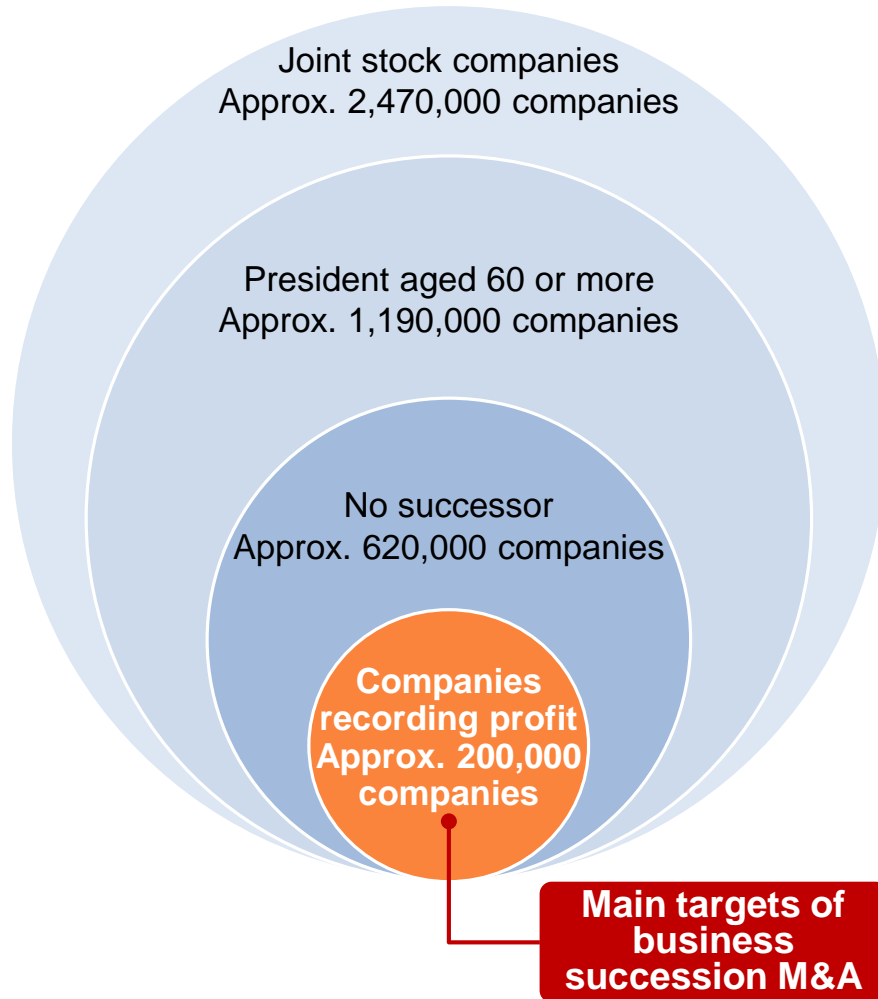 Joint stock companies
Approx. 2,470,000 companies
President aged 60 or more
Approx. 1,190,000 companies
No successor
Approx. 620,000 companies
Companies
recording profit
Approx. 200,000
companies
Main targets of
business
succession M&A